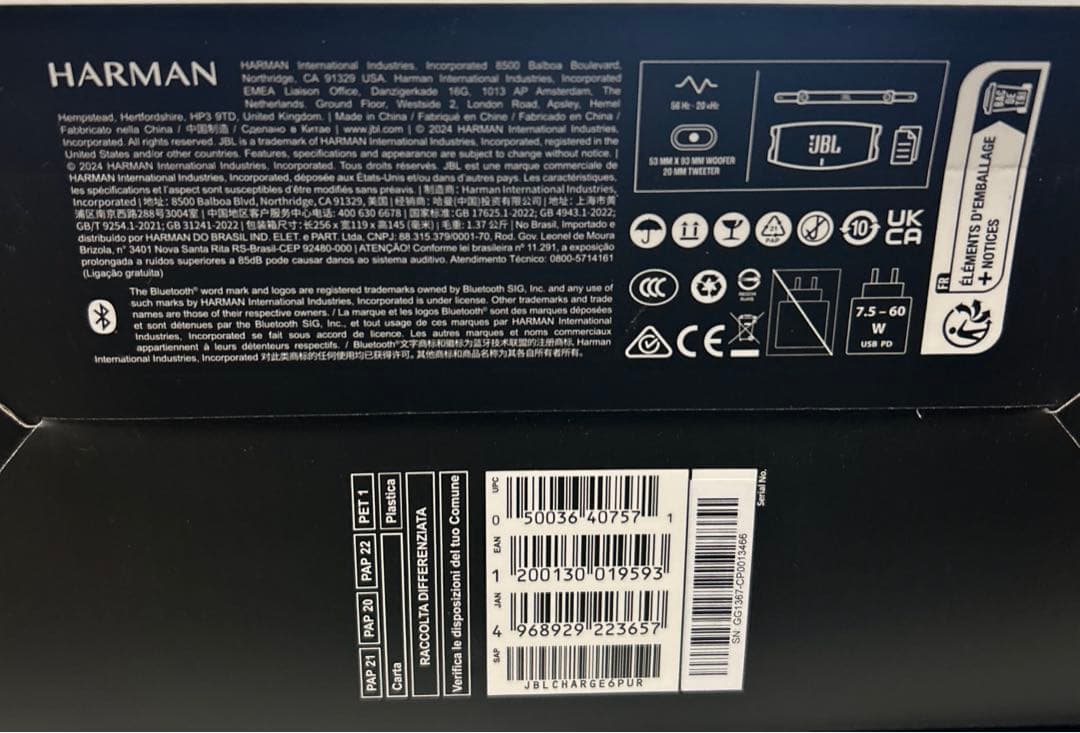 HARMAN
HARMAN International Industries, Incorporated 8500 Balboa Boulevard,
Northridge, CA 91329 USA. Harman International Industries, Incorporated
EMEA Liaison Office, Danzigerkade 16G, 1013 AP Amsterdam, The
Netherlands. Ground Floor, Westside 2, London Road, Apsley, Hemel
Hempstead, Hertfordshire, HP3 9TD, United Kingdom. | Made in China / Fabriqué en Chine / Fabricado en China /
Fabbricato nella China / 中国制造 / Сделано в Китае | www.jbl.com | © 2024 HARMAN International Industries,
Incorporated. All rights reserved. JBL is a trademark of HARMAN International Industries, Incorporated, registered in the
United States and/or other countries. Features, specifications and appearance are subject to change without notice. |
© 2024 HARMAN International Industries, Incorporated. Tous droits réservés. JBL est une marque commerciale de
HARMAN International Industries, Incorporated, déposée aux États-Unis et/ou dans d'autres pays. Les caractéristiques,
les spécifications et l'aspect sont susceptibles d'être modifiés sans préavis. | 制造商: Harman International Industries,
Incorporated | 地址: 8500 Balboa Blvd, Northridge, CA 91329, 美国 | 经销商: 哈曼(中国)投资有限公司 | 地址: 上海市黄
浦区南京西路288号3004室 | 中国地区客户服务中心电话: 400 630 6678 | 国家标准:GB 17625.1-2022; GB 4943.1-2022;
GB/T 9254.1-2021; GB 31241-2022 | 包装箱尺寸: 长256 x 宽119 x 高145 (毫米) | 毛重: 1.37 公斤 | No Brasil, Importado e
distribuído por HARMAN DO BRASIL IND. ELET. e PART. Ltda, CNPJ: 88.315.379/0001-70, Rod. Gov. Leonel de Moura
Brizola, n° 3401 Nova Santa Rita RS-Brasil-CEP 92480-000 | ATENÇÃO! Conforme lei brasileira n° 11.291, a exposição
prolongada a ruídos superiores a 85dB pode causar danos ao sistema auditivo. Atendimento Técnico: 0800-5714161
(Ligação gratuita)
The Bluetooth® word mark and logos are registered trademarks owned by Bluetooth SIG, Inc. and any use of
such marks by HARMAN International Industries, Incorporated is under license. Other trademarks and trade
names are those of their respective owners. / La marque et les logos Bluetooth® sont des marques déposées
et sont détenues par the Bluetooth SIG, Inc., et tout usage de ces marques par HARMAN International
Industries, Incorporated se fait sous accord de licence. Les autres marques et noms commerciaux
appartiennent à leurs détenteurs respectifs. / Bluetooth®文字商标和徽标为蓝牙技术联盟的注册商标, Harman
International Industries, Incorporated 对此类商标的任何使用均已获得许可。其他商标和商品名称为其各自所有者所有。
56 Hz - 20 kHz
53 MM X 93 MM WOOFER
20 MM TWEETER
JBL
21
PAP
10
UK
CA
CCC
CE
7.5 – 60
W
USB PD
FR
ÉLÉMENTS D'EMBALLAGE
+ NOTICES
BAC
DE
TRI
PAP 21
PAP 20
PAP 22
PET 1
Carta
Plastica
RACCOLTA DIFFERENZIATA
Verifica le disposizioni del tuo Comune
UPC
0 50036 40757 1
EAN
1 200130 019593
JAN
4 968929 223657
SAP
JBLCHARGE6PUR
SN: GG1367-CP0013466
Serial No.